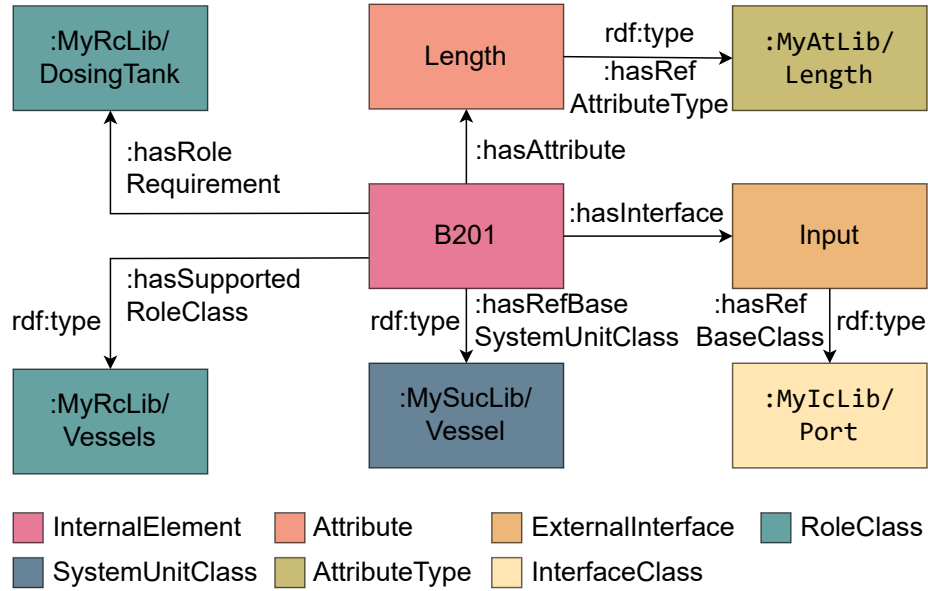 :MyRcLib/
DosingTank
Length
rdf:type
:hasRef
AttributeType
:MyAtLib/
Length
:hasRole
Requirement
:hasAttribute
B201
:hasInterface
Input
:hasSupported
RoleClass
rdf:type
rdf:type
:hasRefBase
SystemUnitClass
:hasRef
BaseClass
rdf:type
:MyRcLib/
Vessels
:MySucLib/
Vessel
:MyIcLib/
Port
InternalElement
Attribute
ExternalInterface
RoleClass
SystemUnitClass
AttributeType
InterfaceClass